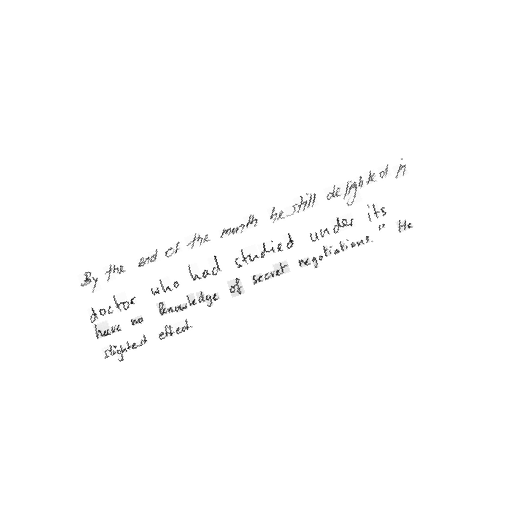 By the end of the month he still delighted in
doctor who had studied under its
have no knowledge of secret negotiations." He
slightest effect